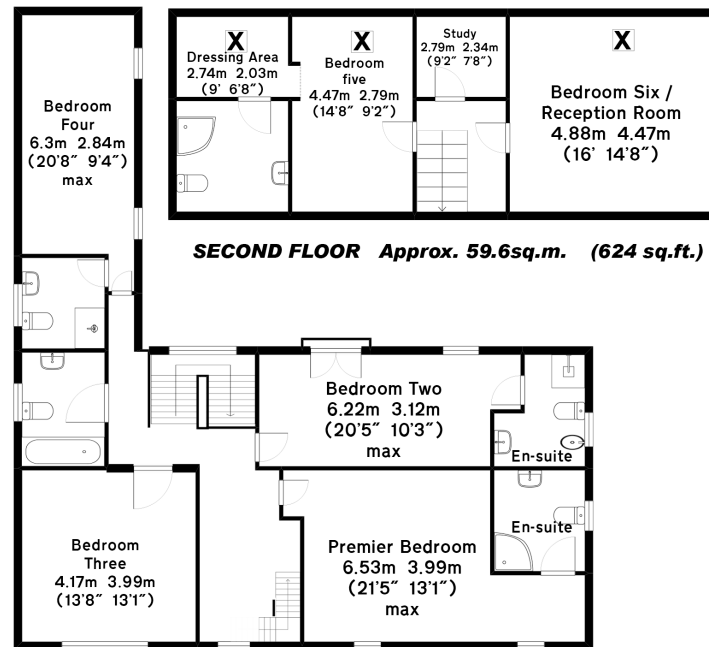 X
Dressing Area
2.74m 2.03m
(9' 6'8″)
X
Bedroom
five
4.47m 2.79m
(14'8″ 9'2″)
Study
2.79m 2.34m
(9'2″ 7'8″)
X
Bedroom Six /
Reception Room
4.88m 4.47m
(16' 14'8″)
SECOND FLOOR Approx. 59.6sq.m. (624 sq.ft.)
Bedroom
Four
6.3m 2.84m
(20'8″ 9'4″)
max
Bedroom Two
6.22m 3.12m
(20'5″ 10'3″)
max
En-suite
En-suite
Bedroom
Three
4.17m 3.99m
(13'8″ 13'1″)
Premier Bedroom
6.53m 3.99m
(21'5″ 13'1″)
max